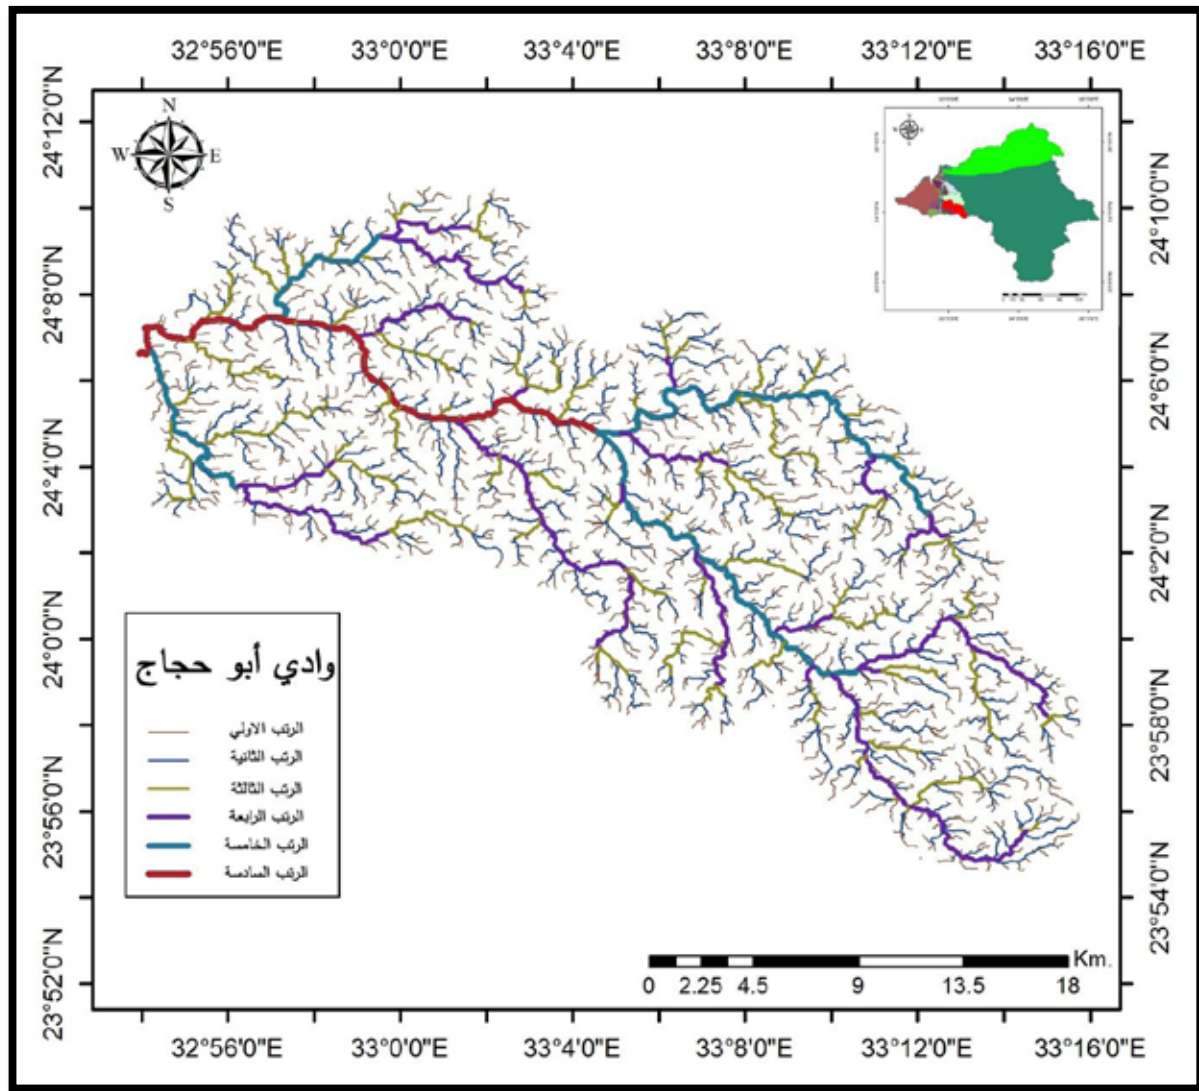 32°56'0"E 33°0'0"E 33°4'0"E 33°8'0"E 33°12'0"E 33°16'0"E
24°12'0"N
24°10'0"N
24°8'0"N
24°6'0"N
24°4'0"N
24°2'0"N
24°0'0"N
23°58'0"N
23°56'0"N
23°54'0"N
23°52'0"N
N
W E
S
وادي أبو حجاج
الرتب الاولي
الرتب الثانية
الرتب الثالثة
الرتب الرابعة
الرتب الخامسة
الرتب السادسة
Km.
0 2.25 4.5 9 13.5 18
32°56'0"E 33°0'0"E 33°4'0"E 33°8'0"E 33°12'0"E 33°16'0"E